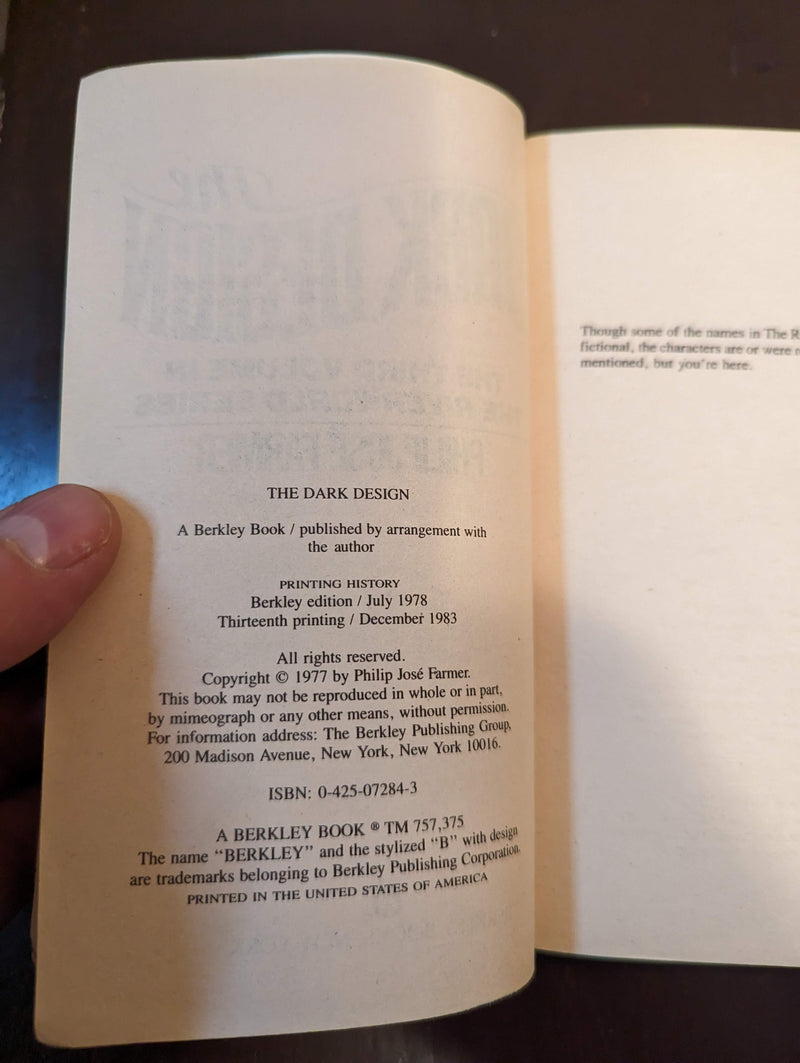 THE DARK DESIGN
A Berkley Book / published by arrangement with
the author
PRINTING HISTORY
Berkley edition / July 1978
Thirteenth printing / December 1983
All rights reserved.
Copyright © 1977 by Philip José Farmer.
This book may not be reproduced in whole or in part,
by mimeograph or any other means, without permission.
For information address: The Berkley Publishing Group,
200 Madison Avenue, New York, New York 10016.
ISBN: 0-425-07284-3
A BERKLEY BOOK ® TM 757,375
The name "BERKLEY" and the stylized "B" with design
are trademarks belonging to Berkley Publishing Corporation.
PRINTED IN THE UNITED STATES OF AMERICA
Though some of the names in The R
fictional, the characters are or were
mentioned, but you're here.